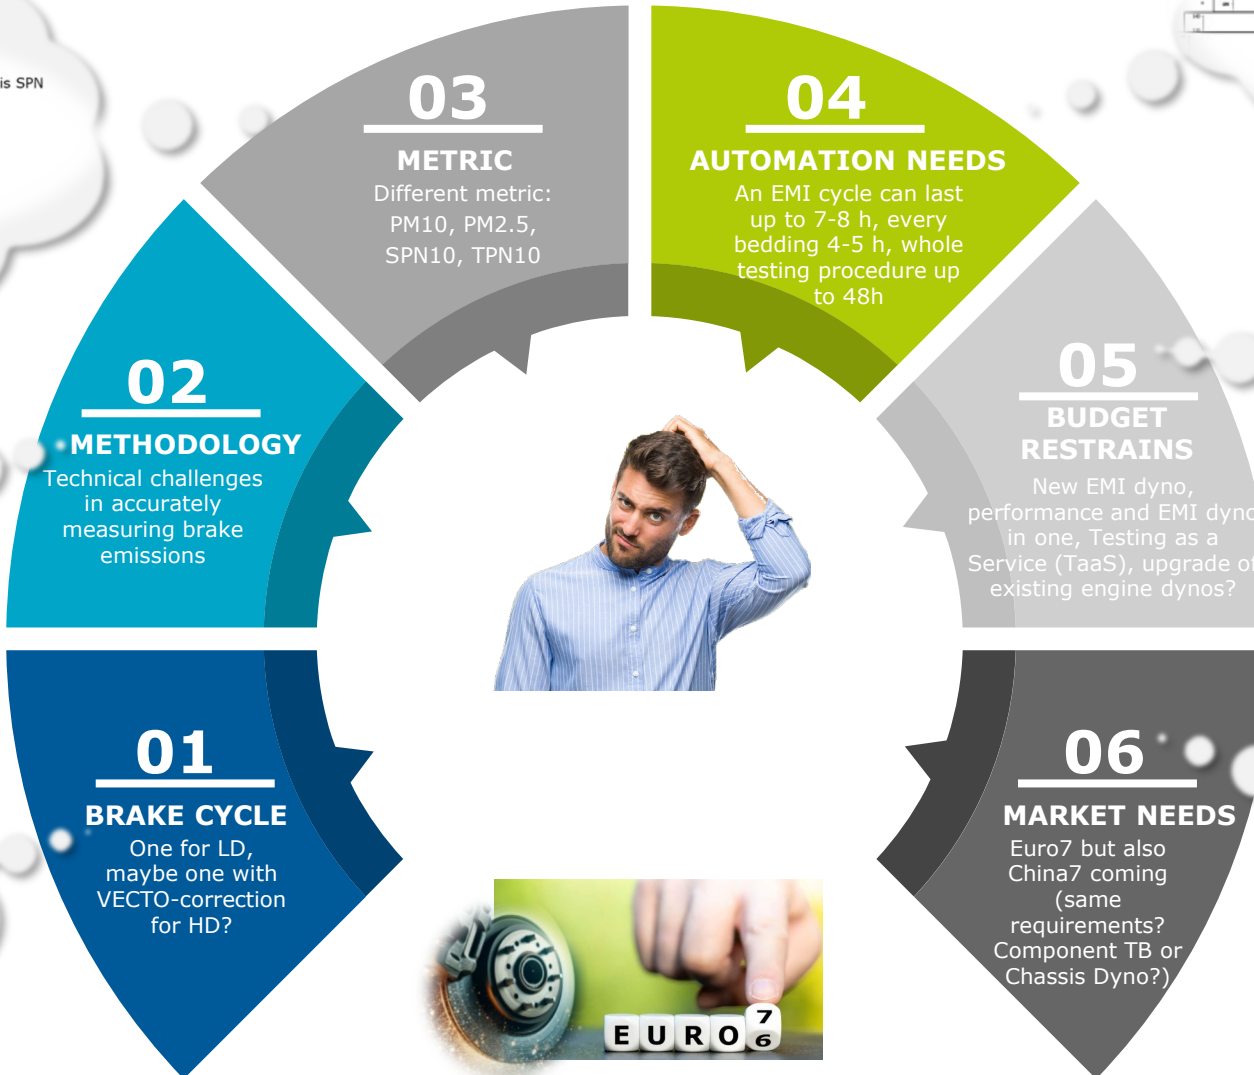 is SPN
03
METRIC
Different metric:
PM10, PM2.5,
SPN10, TPN10
04
AUTOMATION NEEDS
An EMI cycle can last
up to 7-8 h, every
bedding 4-5 h, whole
testing procedure up
to 48h
02
METHODOLOGY
Technical challenges
in accurately
measuring brake
emissions
05
BUDGET
RESTRAINS
New EMI dyno,
performance and EMI dyno
in one, Testing as a
Service (TaaS), upgrade of
existing engine dynos?
01
BRAKE CYCLE
One for LD,
maybe one with
VECTO-correction
for HD?
06
MARKET NEEDS
Euro7 but also
China7 coming
(same
requirements?
Component TB or
Chassis Dyno?)
EURO 7
6